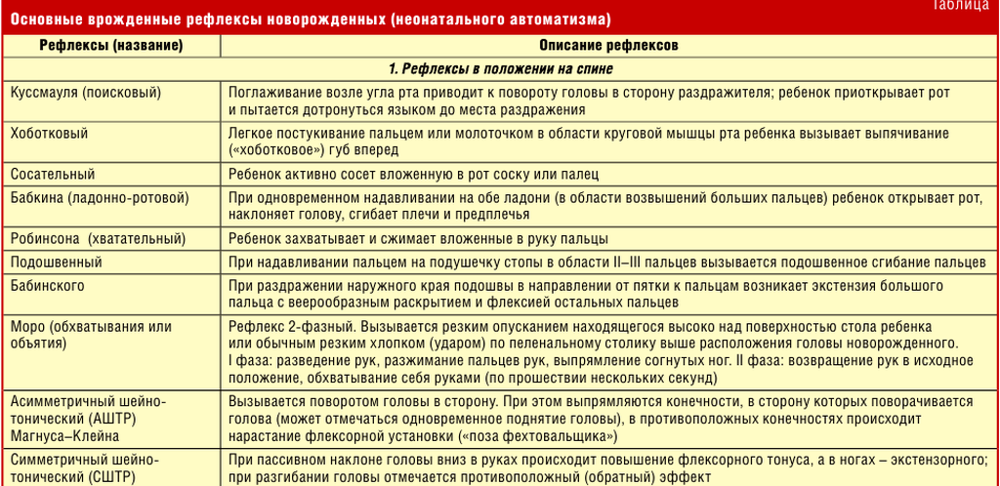 Таблица
Основные врожденные рефлексы новорожденных (неонатального автоматизма)
Рефлексы (название) Описание рефлексов
1. Рефлексы в положении на спине
Куссмауля (поисковый) Поглаживание возле угла рта приводит к повороту головы в сторону раздражителя; ребенок приоткрывает рот
и пытается дотронуться языком до места раздражения
Хоботковый Легкое постукивание пальцем или молоточком в области круговой мышцы рта ребенка вызывает выпячивание
(«хоботковое») губ вперед
Сосательный Ребенок активно сосет вложенную в рот соску или палец
Бабкина (ладонно-ротовой) При одновременном надавливании на обе ладони (в области возвышений больших пальцев) ребенок открывает рот,
наклоняет голову, сгибает плечи и предплечья
Робинсона (хватательный) Ребенок захватывает и сжимает вложенные в руку пальцы
Подошвенный При надавливании пальцем на подушечку стопы в области II–III пальцев вызывается подошвенное сгибание пальцев
Бабинского При раздражении наружного края подошвы в направлении от пятки к пальцам возникает экстензия большого
пальца с веерообразным раскрытием и флексией остальных пальцев
Моро (обхватывания или Рефлекс 2-фазный. Вызывается резким опусканием находящегося высоко над поверхностью стола ребенка
объятия) или обычным резким хлопком (ударом) по пеленальному столику выше расположения головы новорожденного.
I фаза: разведение рук, разжимание пальцев рук, выпрямление согнутых ног. II фаза: возвращение рук в исходное
положение, обхватывание себя руками (по прошествии нескольких секунд)
Асимметричный шейно- Вызывается поворотом головы в сторону. При этом выпрямляются конечности, в сторону которых поворачивается
тонический (АШТР) голова (может отмечаться одновременное поднятие головы), в противоположных конечностях происходит
Магнуса–Клейна нарастание флексорной установки («поза фехтовальщика»)
Симметричный шейно- При пассивном наклоне головы вниз в руках происходит повышение флексорного тонуса, а в ногах – экстензорного;
тонический (СШТР) при разгибании головы отмечается противоположный (обратный) эффект